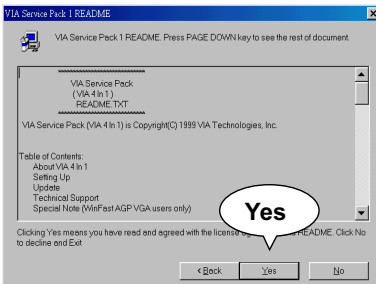 VIA Service Pack 1 README
VIA Service Pack 1 README. Press PAGE DOWN key to see the rest of document.
VIA Service Pack
( VIA 4 In 1 )
README.TXT
VIA Service Pack (VIA 4 In 1) is Copyright(C) 1999 VIA Technologies, Inc.
Table of Contents:
About VIA 4 In 1
Setting Up
Update
Technical Support
Special Note (WinFast AGP VGA users only)
Yes
Clicking Yes means you have read and agreed with the license README. Click No
to decline and Exit
< Back
Yes
No